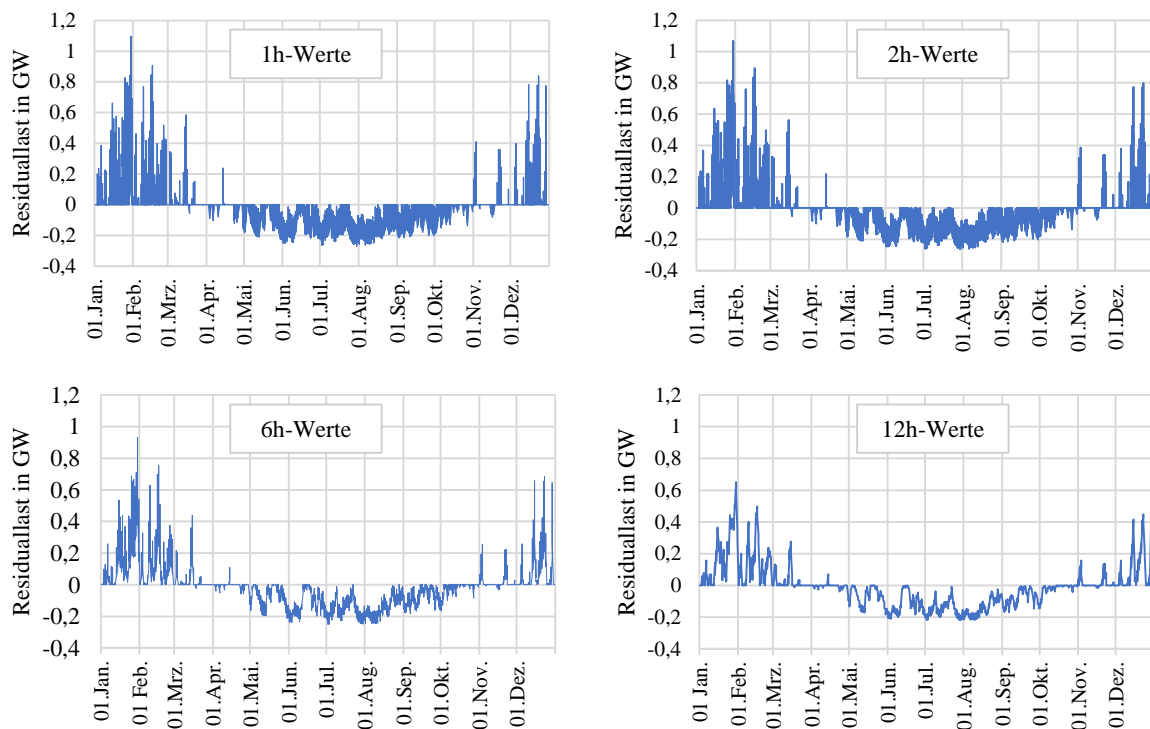 1h-Werte
Residuallast in GW
1,2
1
0,8
0,6
0,4
0,2
0
-0,2
-0,4
01.Jan.
01.Feb.
01.Mrz.
01.Apr.
01.Mai.
01.Jun.
01.Jul.
01.Aug.
01.Sep.
01.Okt.
01.Nov.
01.Dez.
2h-Werte
Residuallast in GW
1,2
1
0,8
0,6
0,4
0,2
0
-0,2
-0,4
01.Jan.
01.Feb.
01.Mrz.
01.Apr.
01.Mai
01.Jun.
01.Jul.
01.Aug.
01.Sep.
01.Okt.
01.Nov.
01.Dez.
6h-Werte
Residuallast in GW
1,2
1
0,8
0,6
0,4
0,2
0
-0,2
-0,4
01 Jan.
01 Feb.
01.Mrz.
01.Apr.
01.Mai.
01.Jun.
01.Jul.
01.Aug.
01.Sep.
01.Okt.
01.Nov.
01.Dez.
12h-Werte
Residuallast in GW
1,2
1
0,8
0,6
0,4
0,2
0
-0,2
-0,4
01 Jan.
01.Feb.
01.Mrz.
01.Apr.
01.Mai
01.Jun.
01.Jul.
01.Aug.
01.Sep.
01.Okt.
01.Nov.
01.Dez.